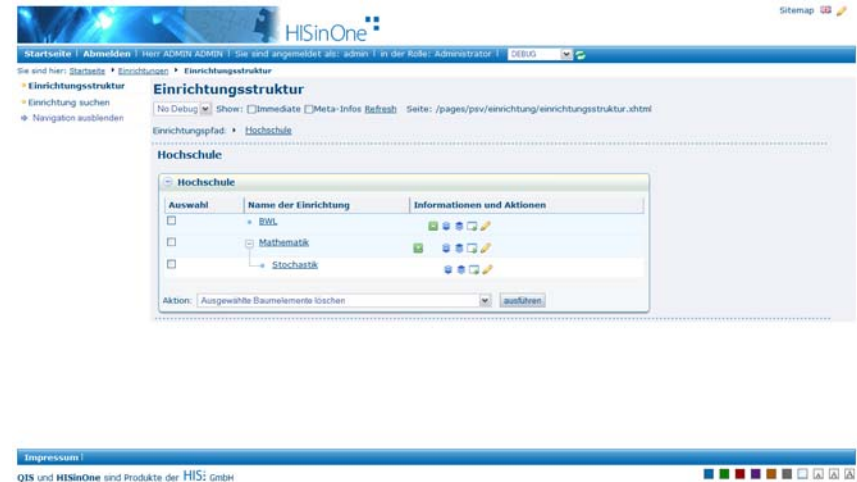 Sitemap
HISinOne
Startseite | Abmelden | Herr ADMIN ADMIN | Sie sind angemeldet als: admin | in der Rolle: Administrator | DEBUG
Sie sind hier: Startseite Einrichtungen Einrichtungsstruktur
Einrichtungsstruktur
Einrichtung suchen
Navigation ausblenden
Einrichtungsstruktur
No Debug Show: Immediate Meta-Infos Refresh Seite: /pages/psv/einrichtung/einrichtungsstruktur.xhtml
Einrichtungspfad: Hochschule
Hochschule
Hochschule
Auswahl Name der Einrichtung Informationen und Aktionen
BWL
Mathematik
Stochastik
Aktion: Ausgewählte Baumelemente löschen ausführen
Impressum |
QIS und HISinOne sind Produkte der HIS: GmbH
A A A